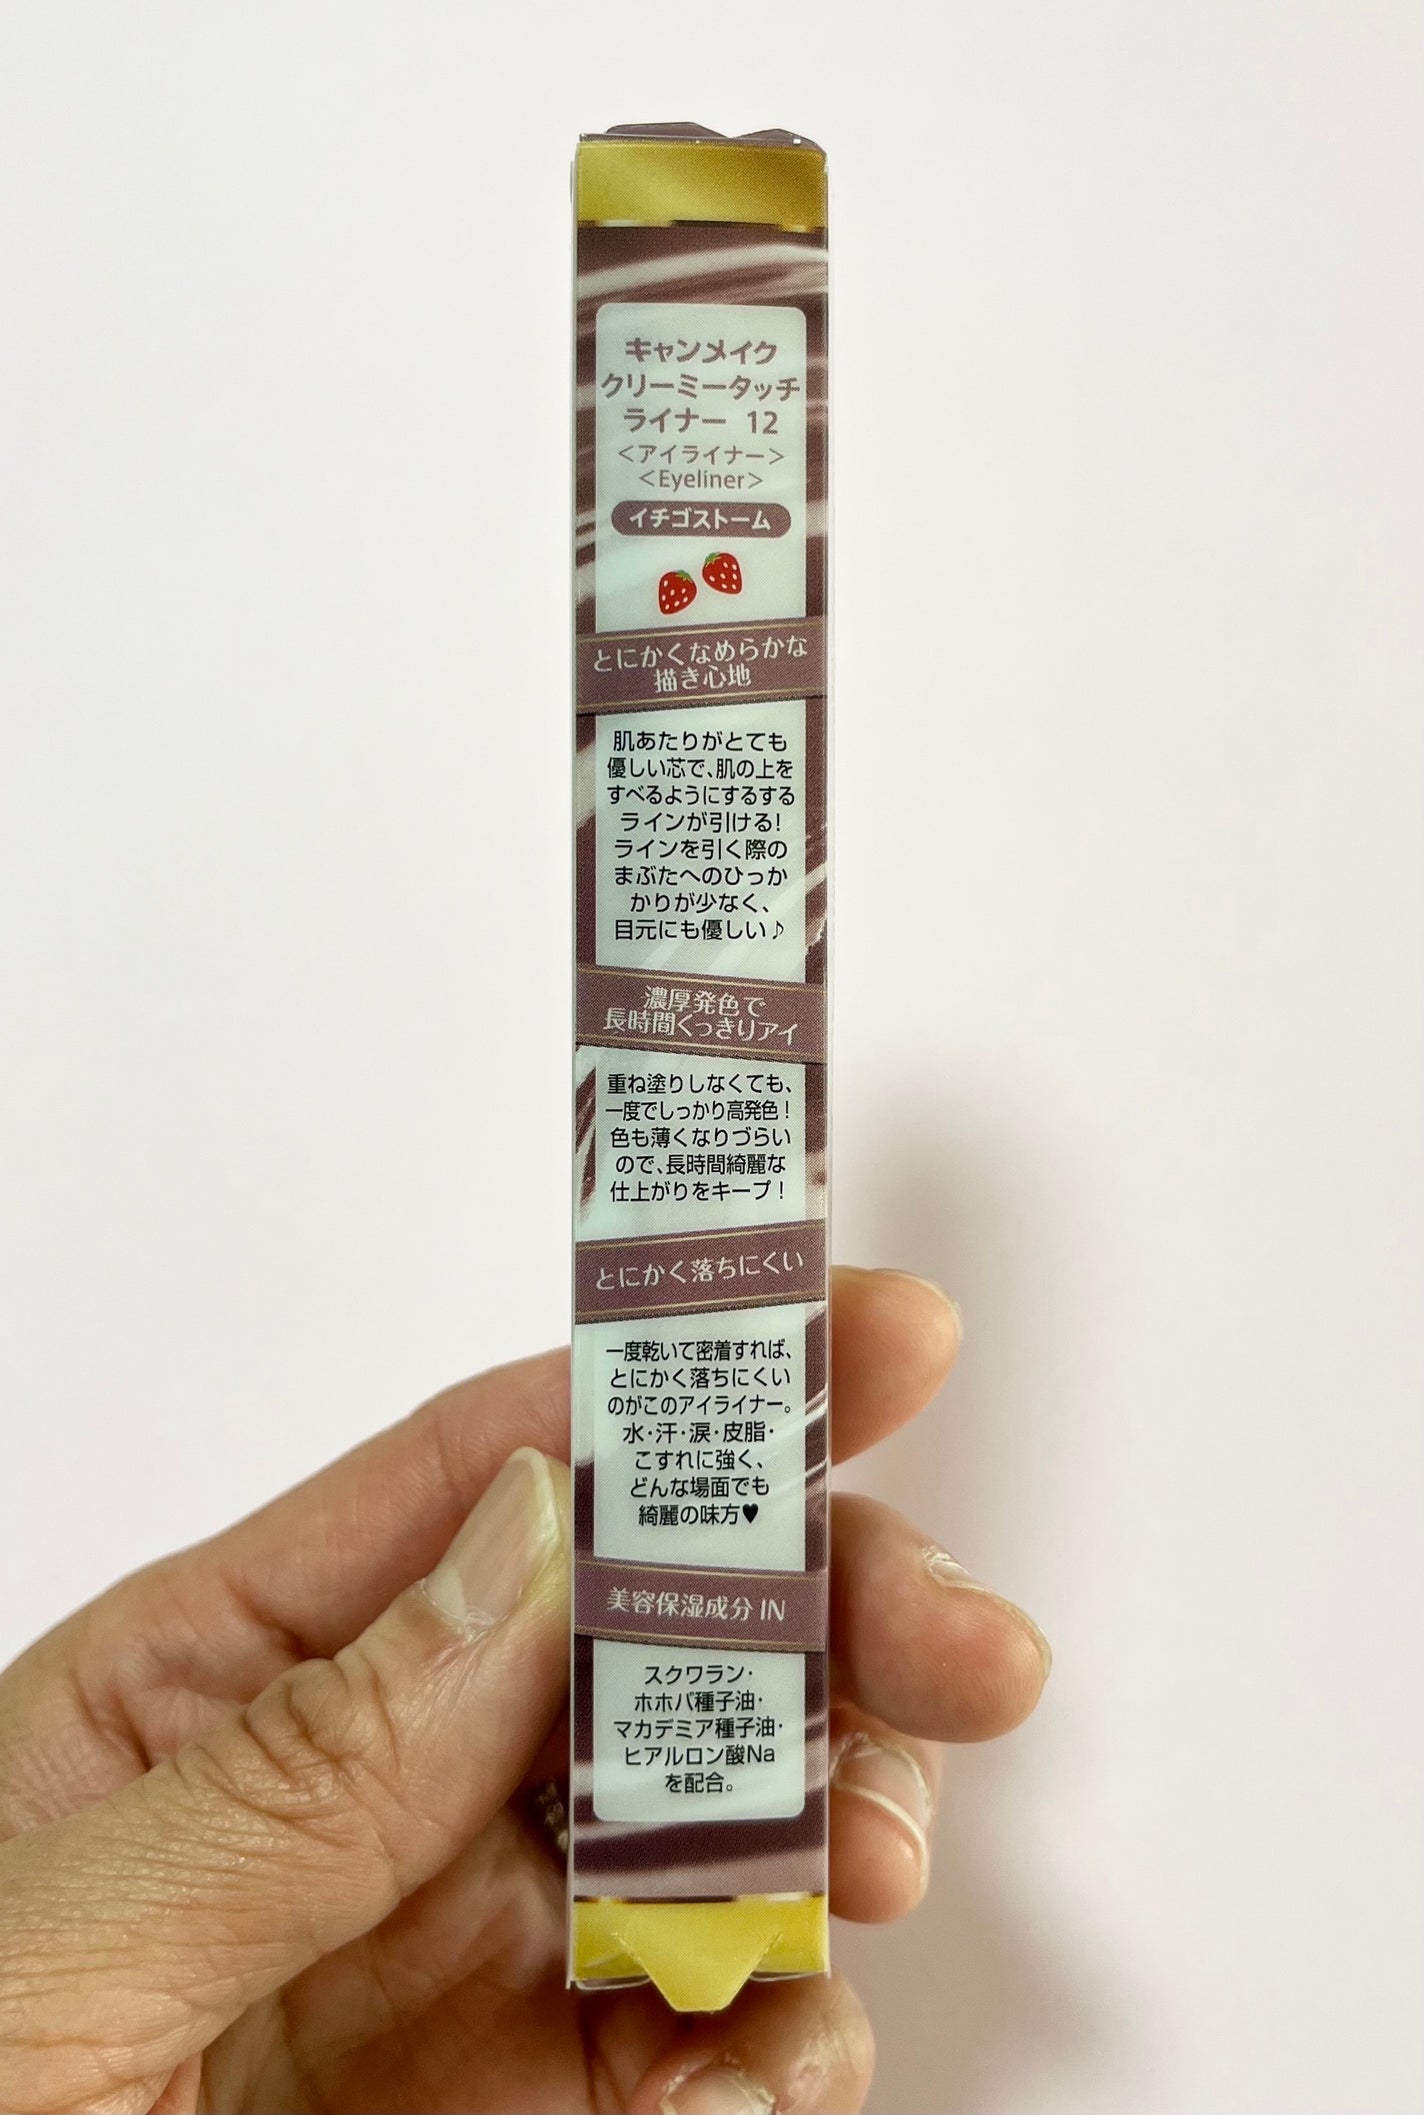 キャンメイク
クリーミータッチ
ライナー 12
＜アイライナー＞
＜Eyeliner＞
イチゴストーム
とにかくなめらかな
描き心地
肌あたりがとても
優しい芯で、肌の上を
すべるようにするする
ラインが引ける！
ラインを引く際の
まぶたへのひっか
かりが少なく、
目元にも優しい♪
濃厚発色で
長時間くっきりアイ
重ね塗りしなくても、
一度でしっかり高発色！
色も薄くなりづらい
ので、長時間綺麗な
仕上がりをキープ！
とにかく落ちにくい
一度乾いて密着すれば、
とにかく落ちにくい
のがこのアイライナー。
水・汗・涙・皮脂・
こすれに強く、
どんな場面でも
綺麗の味方♥
美容保湿成分 IN
スクワラン・
ホホバ種子油・
マカデミア種子油・
ヒアルロン酸Na
を配合。